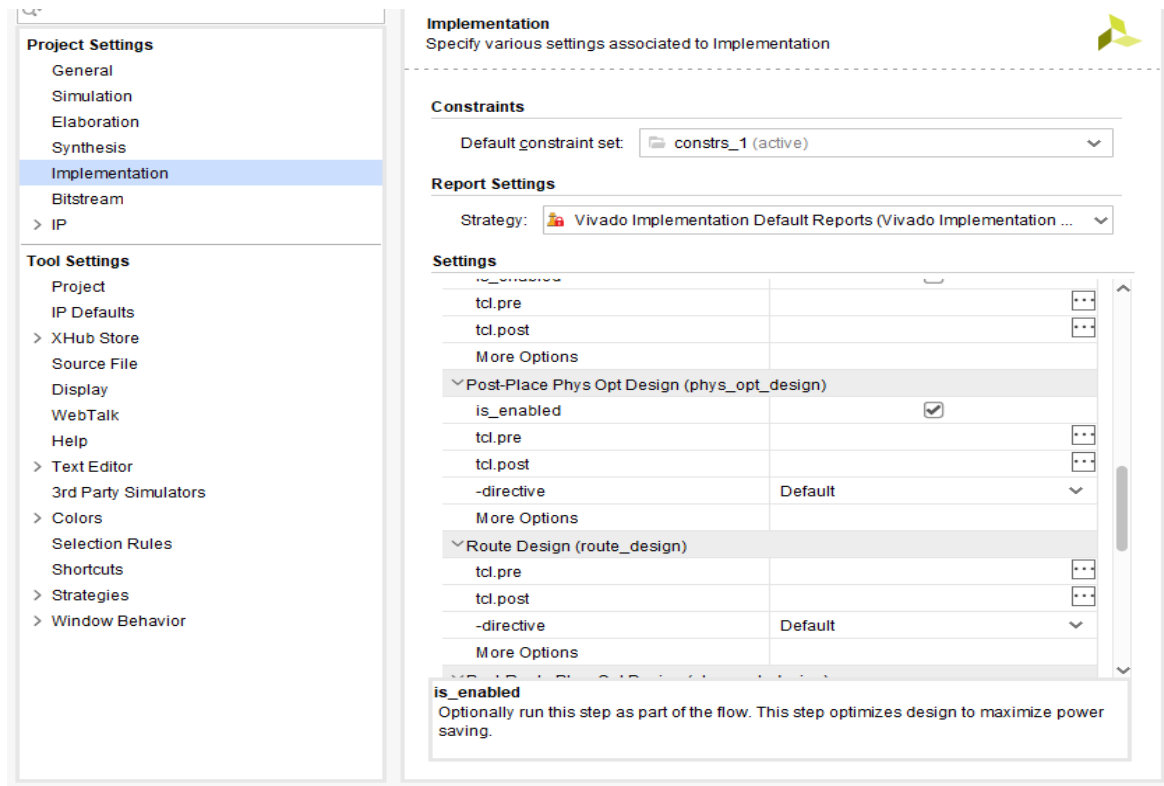 Project Settings
General
Simulation
Elaboration
Synthesis
Implementation
Bitstream
> IP
Tool Settings
Project
IP Defaults
> XHub Store
Source File
Display
WebTalk
Help
> Text Editor
3rd Party Simulators
> Colors
Selection Rules
Shortcuts
> Strategies
> Window Behavior
Implementation
Specify various settings associated to Implementation
Constraints
Default constraint set: constrs_1 (active)
Report Settings
Strategy: Vivado Implementation Default Reports (Vivado Implementation ...
Settings
is_enabled
tcl.pre ...
tcl.post ...
More Options
Post-Place Phys Opt Design (phys_opt_design)
is_enabled
tcl.pre ...
tcl.post ...
-directive Default
More Options
Route Design (route_design)
tcl.pre ...
tcl.post ...
-directive Default
More Options
is_enabled
Optionally run this step as part of the flow. This step optimizes design to maximize power
saving.